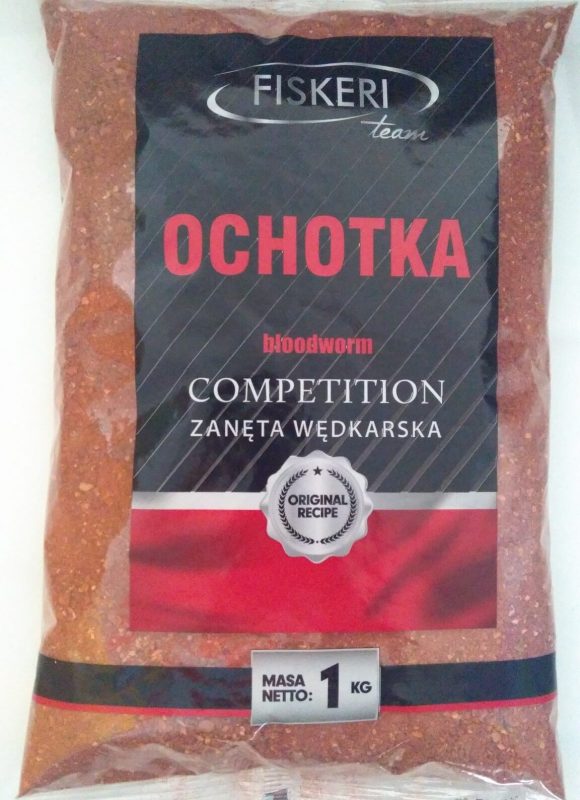 FISKERI
team
OCHOTKA
bloodworm
COMPETITION
ZANĘTA WĘDKARSKA
ORIGINAL
RECIPE
MASA
NETTO: 1 KG